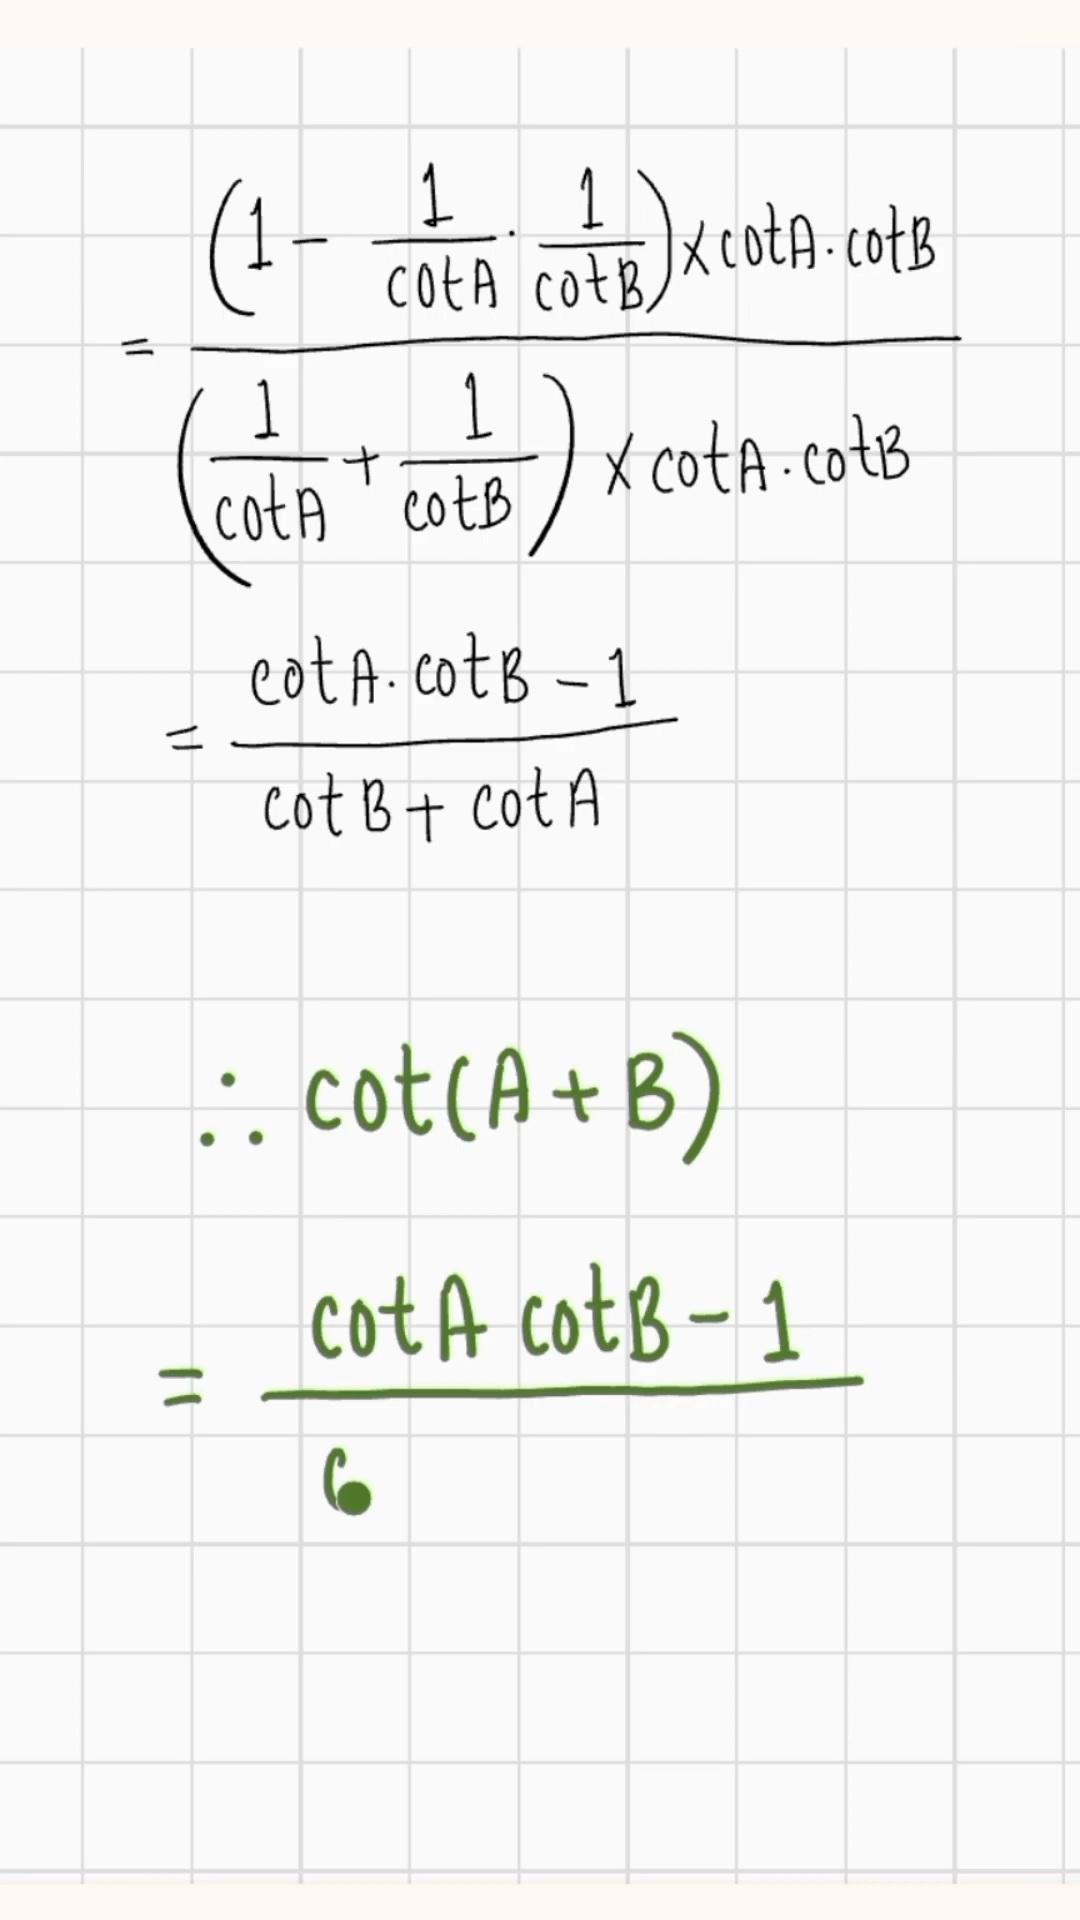 = (1 - 1/cotA · 1/cotB) x cotA · cotB / (1/cotA + 1/cotB) x cotA · cotB
= cotA · cotB - 1 / cotB + cotA
∴ cot(A + B)
= cotA cotB - 1 /